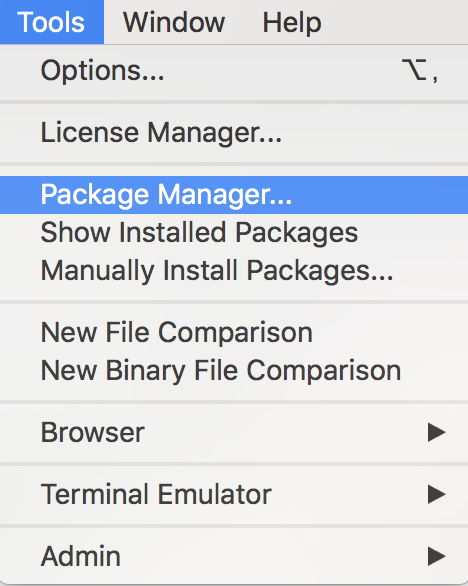 Tools Window Help
Options... ⌥,
License Manager...
Package Manager...
Show Installed Packages
Manually Install Packages...
New File Comparison
New Binary File Comparison
Browser
Terminal Emulator
Admin